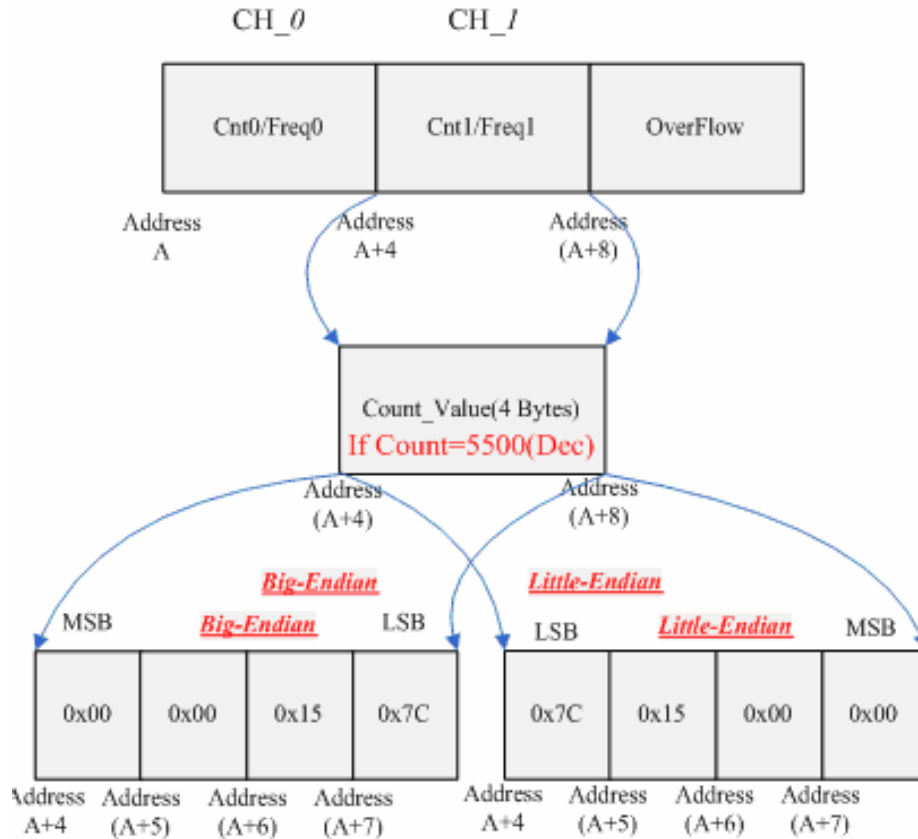 CH_0 CH_1
Cnt0/Freq0 Cnt1/Freq1 OverFlow
Address Address Address
A A+4 (A+8)
Count_Value(4 Bytes)
If Count=5500(Dec)
Address Address
(A+4) (A+8)
Big-Endian Little-Endian
MSB Big-Endian LSB LSB Little-Endian MSB
0x00 0x00 0x15 0x7C 0x7C 0x15 0x00 0x00
Address Address Address Address Address Address Address Address
A+4 (A+5) (A+6) (A+7) A+4 (A+5) (A+6) (A+7)